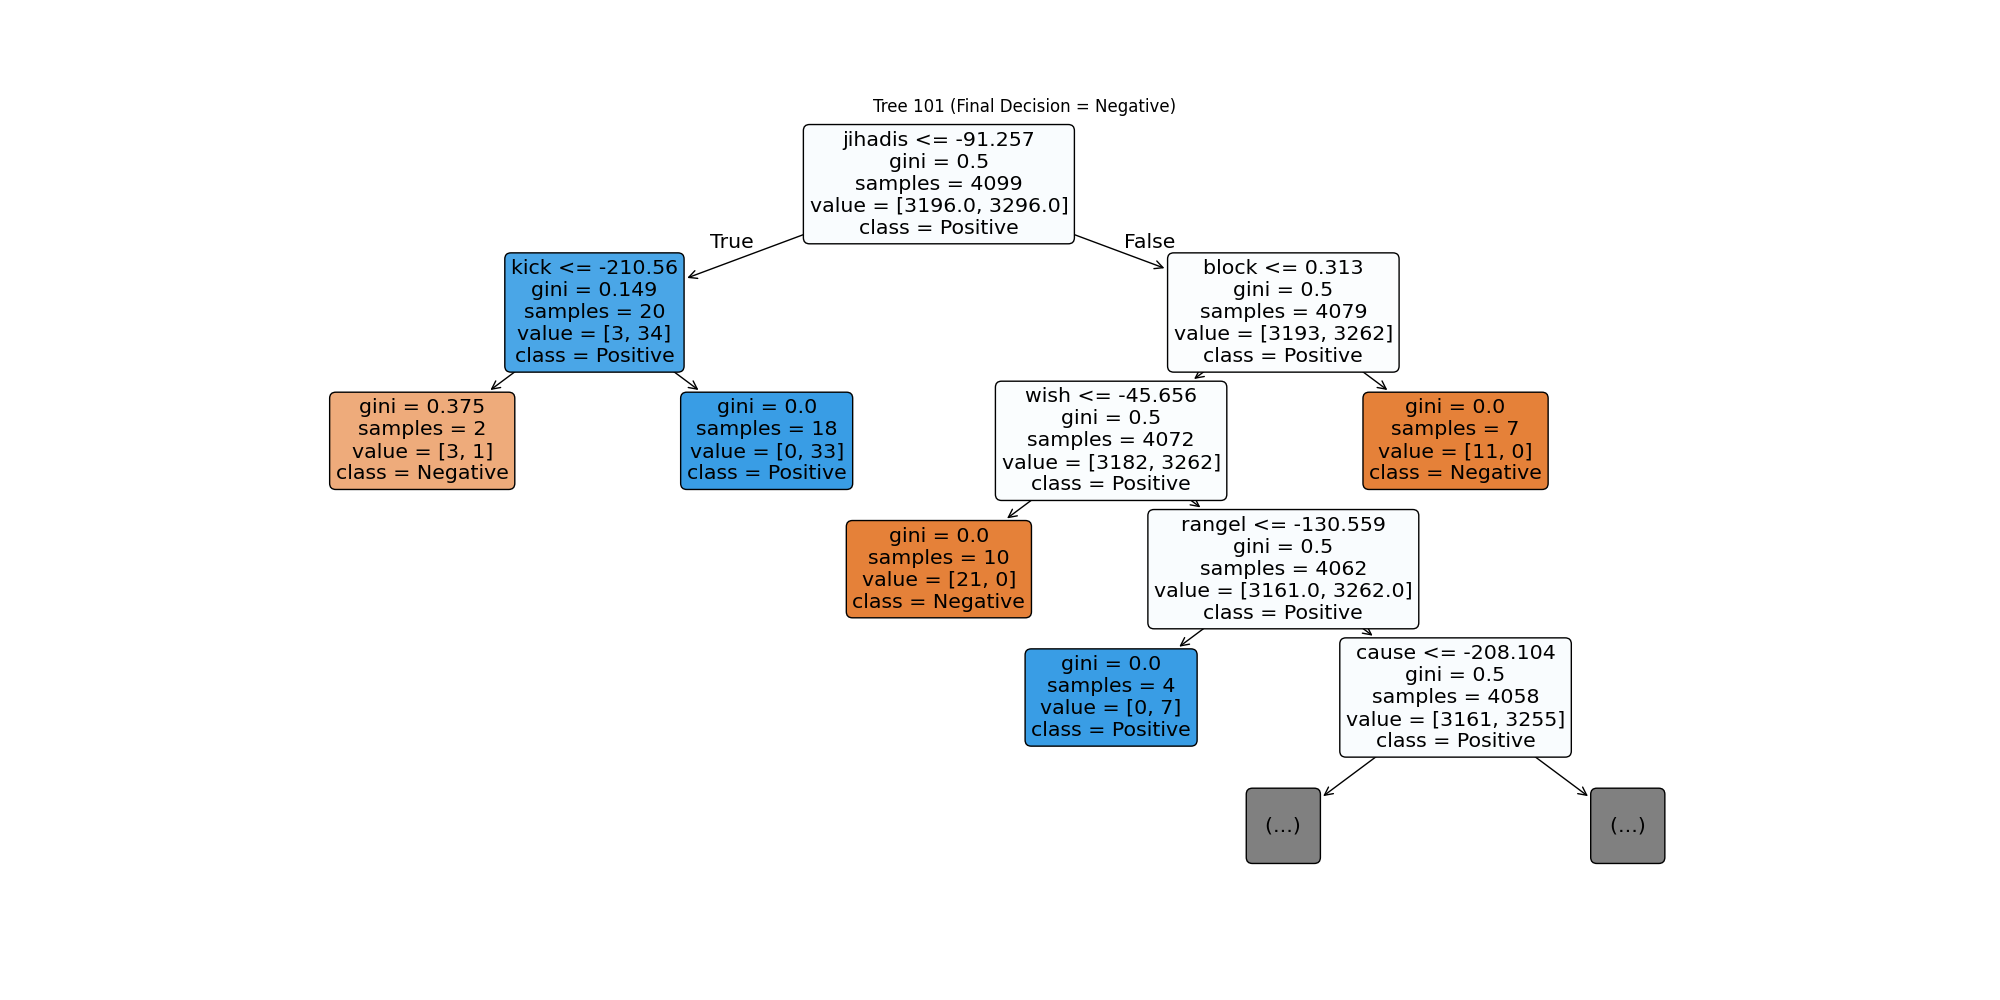 Tree 101 (Final Decision = Negative)
jihadis <= -91.257
gini = 0.5
samples = 4099
value = [3196.0, 3296.0]
class = Positive
True
False
kick <= -210.56
gini = 0.149
samples = 20
value = [3, 34]
class = Positive
block <= 0.313
gini = 0.5
samples = 4079
value = [3193, 3262]
class = Positive
gini = 0.375
samples = 2
value = [3, 1]
class = Negative
gini = 0.0
samples = 18
value = [0, 33]
class = Positive
wish <= -45.656
gini = 0.5
samples = 4072
value = [3182, 3262]
class = Positive
gini = 0.0
samples = 7
value = [11, 0]
class = Negative
gini = 0.0
samples = 10
value = [21, 0]
class = Negative
rangel <= -130.559
gini = 0.5
samples = 4062
value = [3161.0, 3262.0]
class = Positive
gini = 0.0
samples = 4
value = [0, 7]
class = Positive
cause <= -208.104
gini = 0.5
samples = 4058
value = [3161, 3255]
class = Positive
(...)
(...)